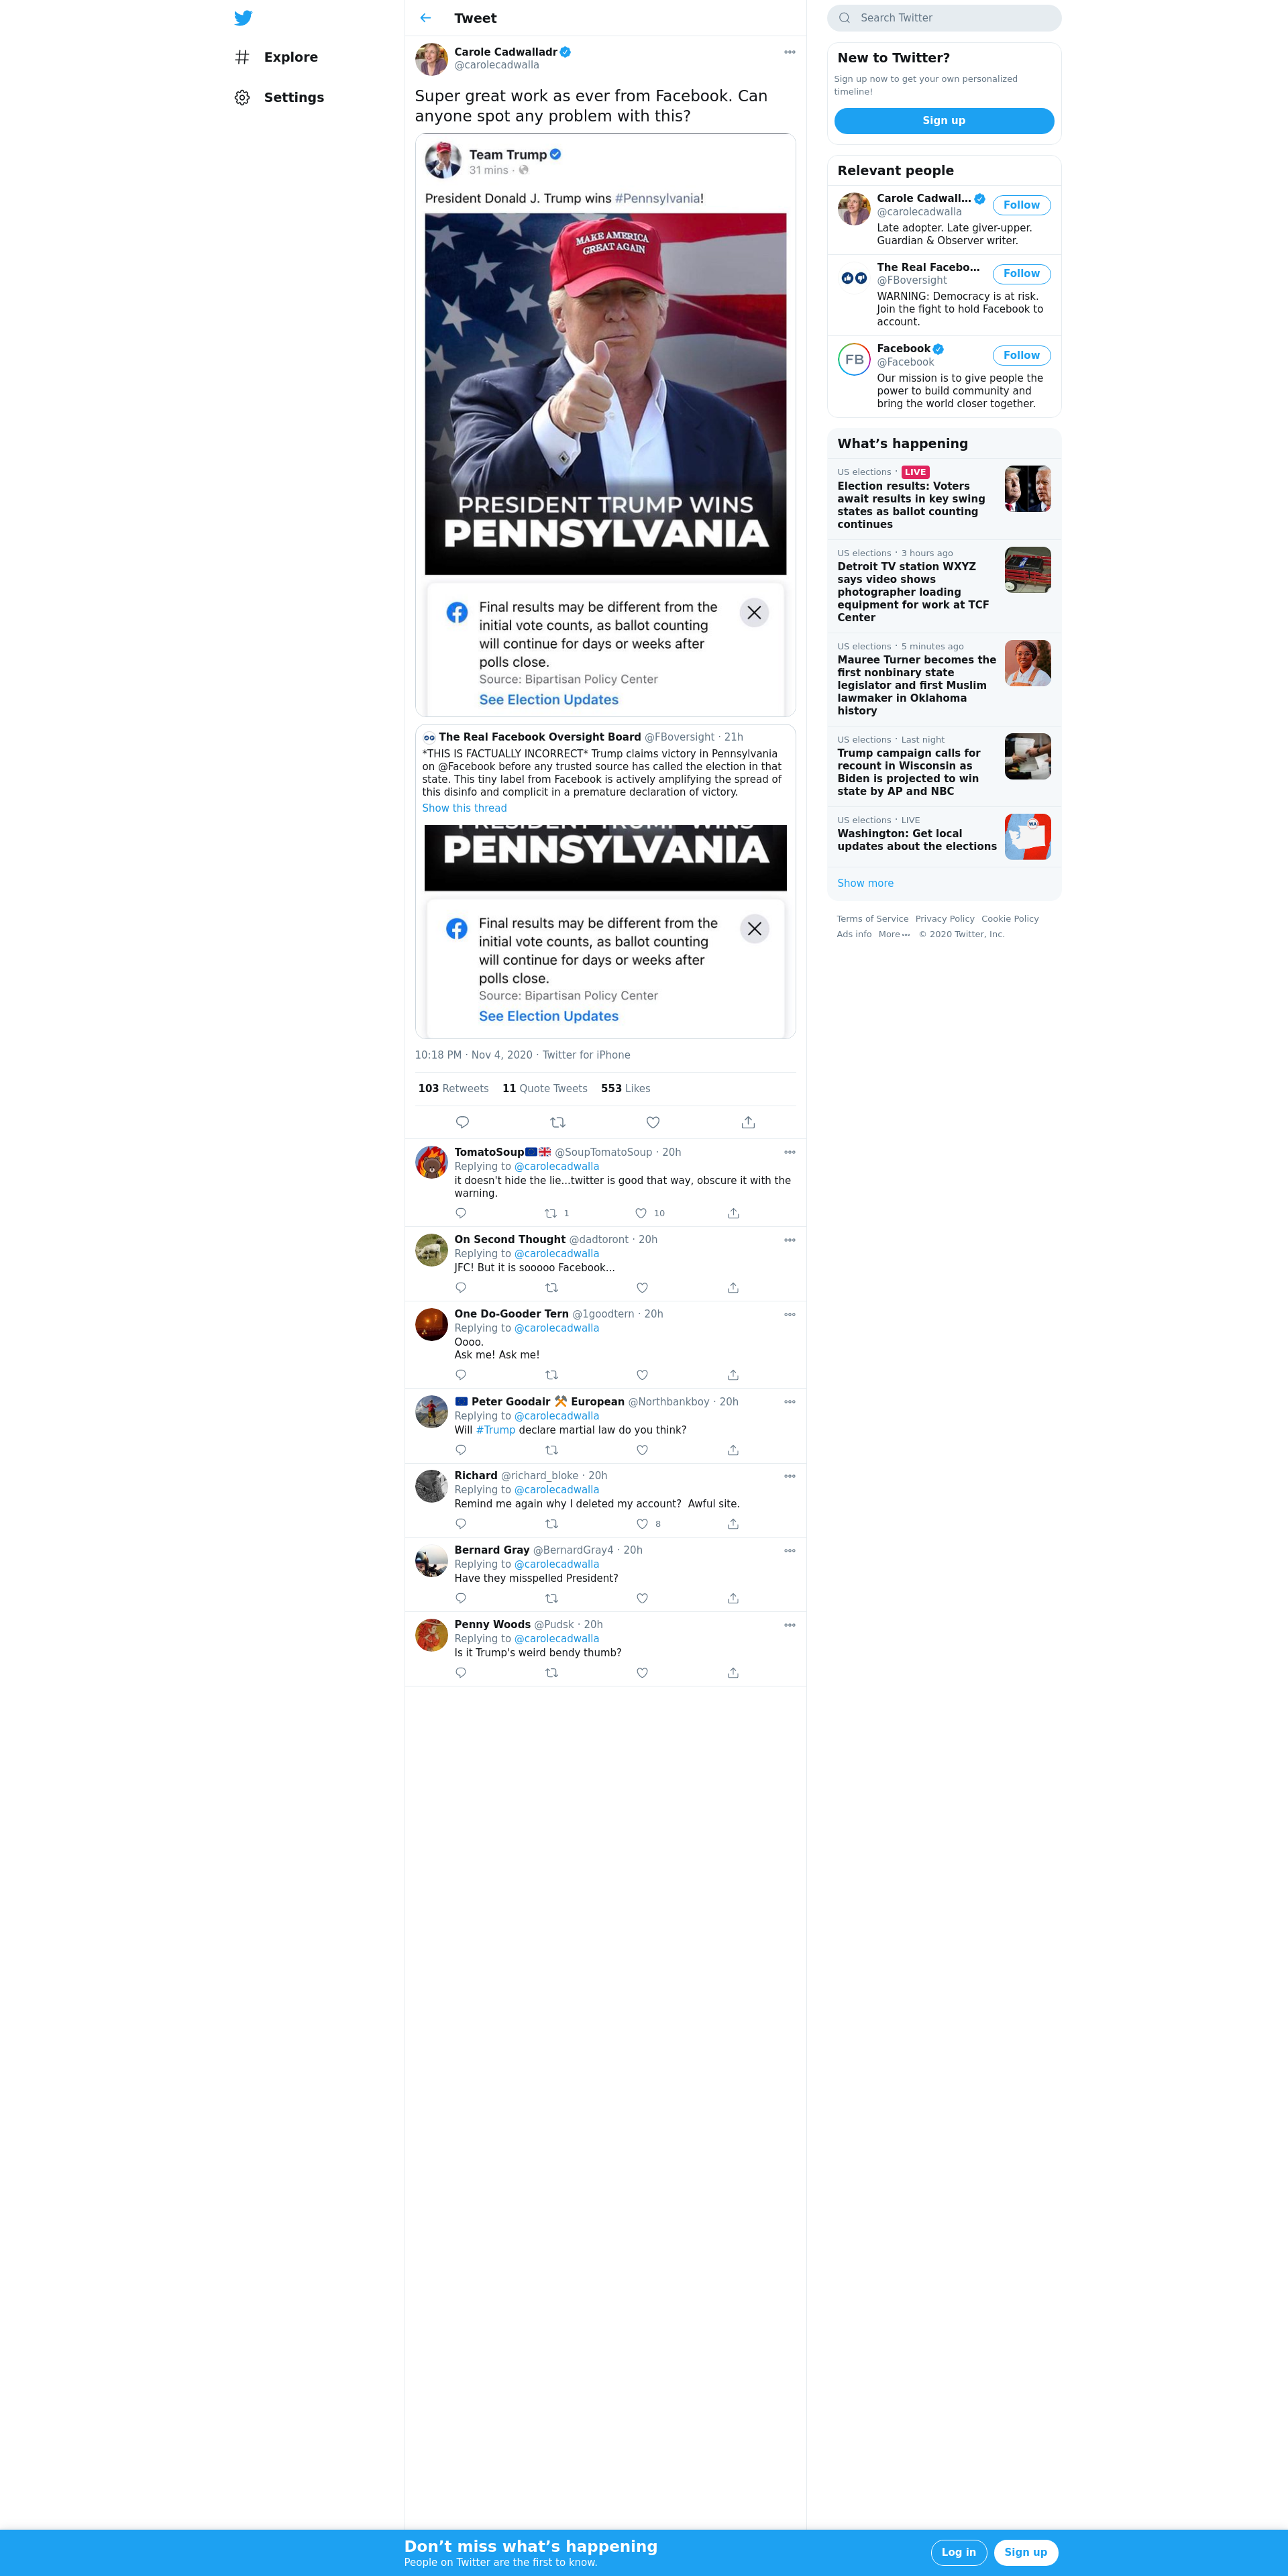 Explore
Settings
Tweet
Carole Cadwalladr
@carolecadwalla
Super great work as ever from Facebook. Can
anyone spot any problem with this?
Team Trump
31 mins ·
President Donald J. Trump wins #Pennsylvania!
MAKE AMERICA
GREAT AGAIN
PRESIDENT TRUMP WINS
PENNSYLVANIA
Final results may be different from the
initial vote counts, as ballot counting
will continue for days or weeks after
polls close.
Source: Bipartisan Policy Center
See Election Updates
The Real Facebook Oversight Board @FBoversight · 21h
*THIS IS FACTUALLY INCORRECT* Trump claims victory in Pennsylvania
on @Facebook before any trusted source has called the election in that
state. This tiny label from Facebook is actively amplifying the spread of
this disinfo and complicit in a premature declaration of victory.
Show this thread
PRESIDENT TRUMP WINS
PENNSYLVANIA
Final results may be different from the
initial vote counts, as ballot counting
will continue for days or weeks after
polls close.
Source: Bipartisan Policy Center
See Election Updates
10:18 PM · Nov 4, 2020 · Twitter for iPhone
103 Retweets 11 Quote Tweets 553 Likes
TomatoSoup @SoupTomatoSoup · 20h
Replying to @carolecadwalla
it doesn't hide the lie...twitter is good that way, obscure it with the
warning.
1 10
On Second Thought @dadtoront · 20h
Replying to @carolecadwalla
JFC! But it is sooooo Facebook...
One Do-Gooder Tern @1goodtern · 20h
Replying to @carolecadwalla
Oooo.
Ask me! Ask me!
Peter Goodair European @Northbankboy · 20h
Replying to @carolecadwalla
Will #Trump declare martial law do you think?
Richard @richard_bloke · 20h
Replying to @carolecadwalla
Remind me again why I deleted my account? Awful site.
8
Bernard Gray @BernardGray4 · 20h
Replying to @carolecadwalla
Have they misspelled President?
Penny Woods @Pudsk · 20h
Replying to @carolecadwalla
Is it Trump's weird bendy thumb?
Search Twitter
New to Twitter?
Sign up now to get your own personalized
timeline!
Sign up
Relevant people
Carole Cadwall...
@carolecadwalla
Follow
Late adopter. Late giver-upper.
Guardian & Observer writer.
The Real Facebo...
@FBoversight
Follow
WARNING: Democracy is at risk.
Join the fight to hold Facebook to
account.
FB
Facebook
@Facebook
Follow
Our mission is to give people the
power to build community and
bring the world closer together.
What's happening
US elections · LIVE
Election results: Voters
await results in key swing
states as ballot counting
continues
US elections · 3 hours ago
Detroit TV station WXYZ
says video shows
photographer loading
equipment for work at TCF
Center
US elections · 5 minutes ago
Mauree Turner becomes the
first nonbinary state
legislator and first Muslim
lawmaker in Oklahoma
history
US elections · Last night
Trump campaign calls for
recount in Wisconsin as
Biden is projected to win
state by AP and NBC
US elections · LIVE
Washington: Get local
updates about the elections
WA
Show more
Terms of Service Privacy Policy Cookie Policy
Ads info More © 2020 Twitter, Inc.
Don't miss what's happening
People on Twitter are the first to know.
Log in
Sign up